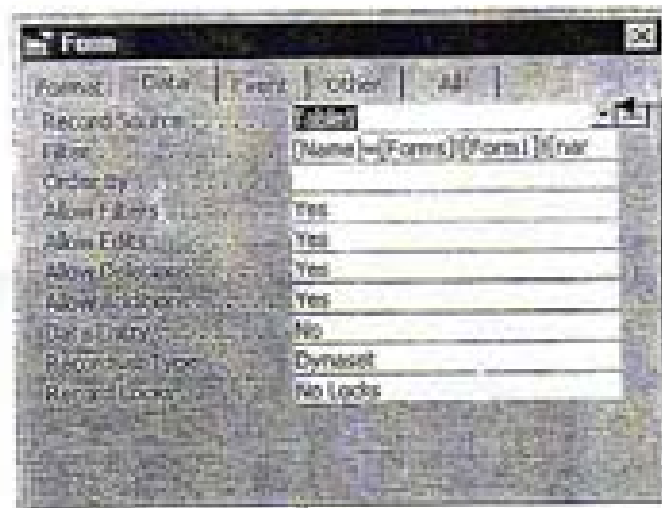 Form
Format Data Event Other All
Record Source
Filter [Name]=[Forms]![Form1]![nar
Order By
Allow Filters Yes
Allow Edits Yes
Allow Deletions Yes
Allow Additions Yes
Data Entry No
Recordset Type Dynaset
Record Locks No Locks